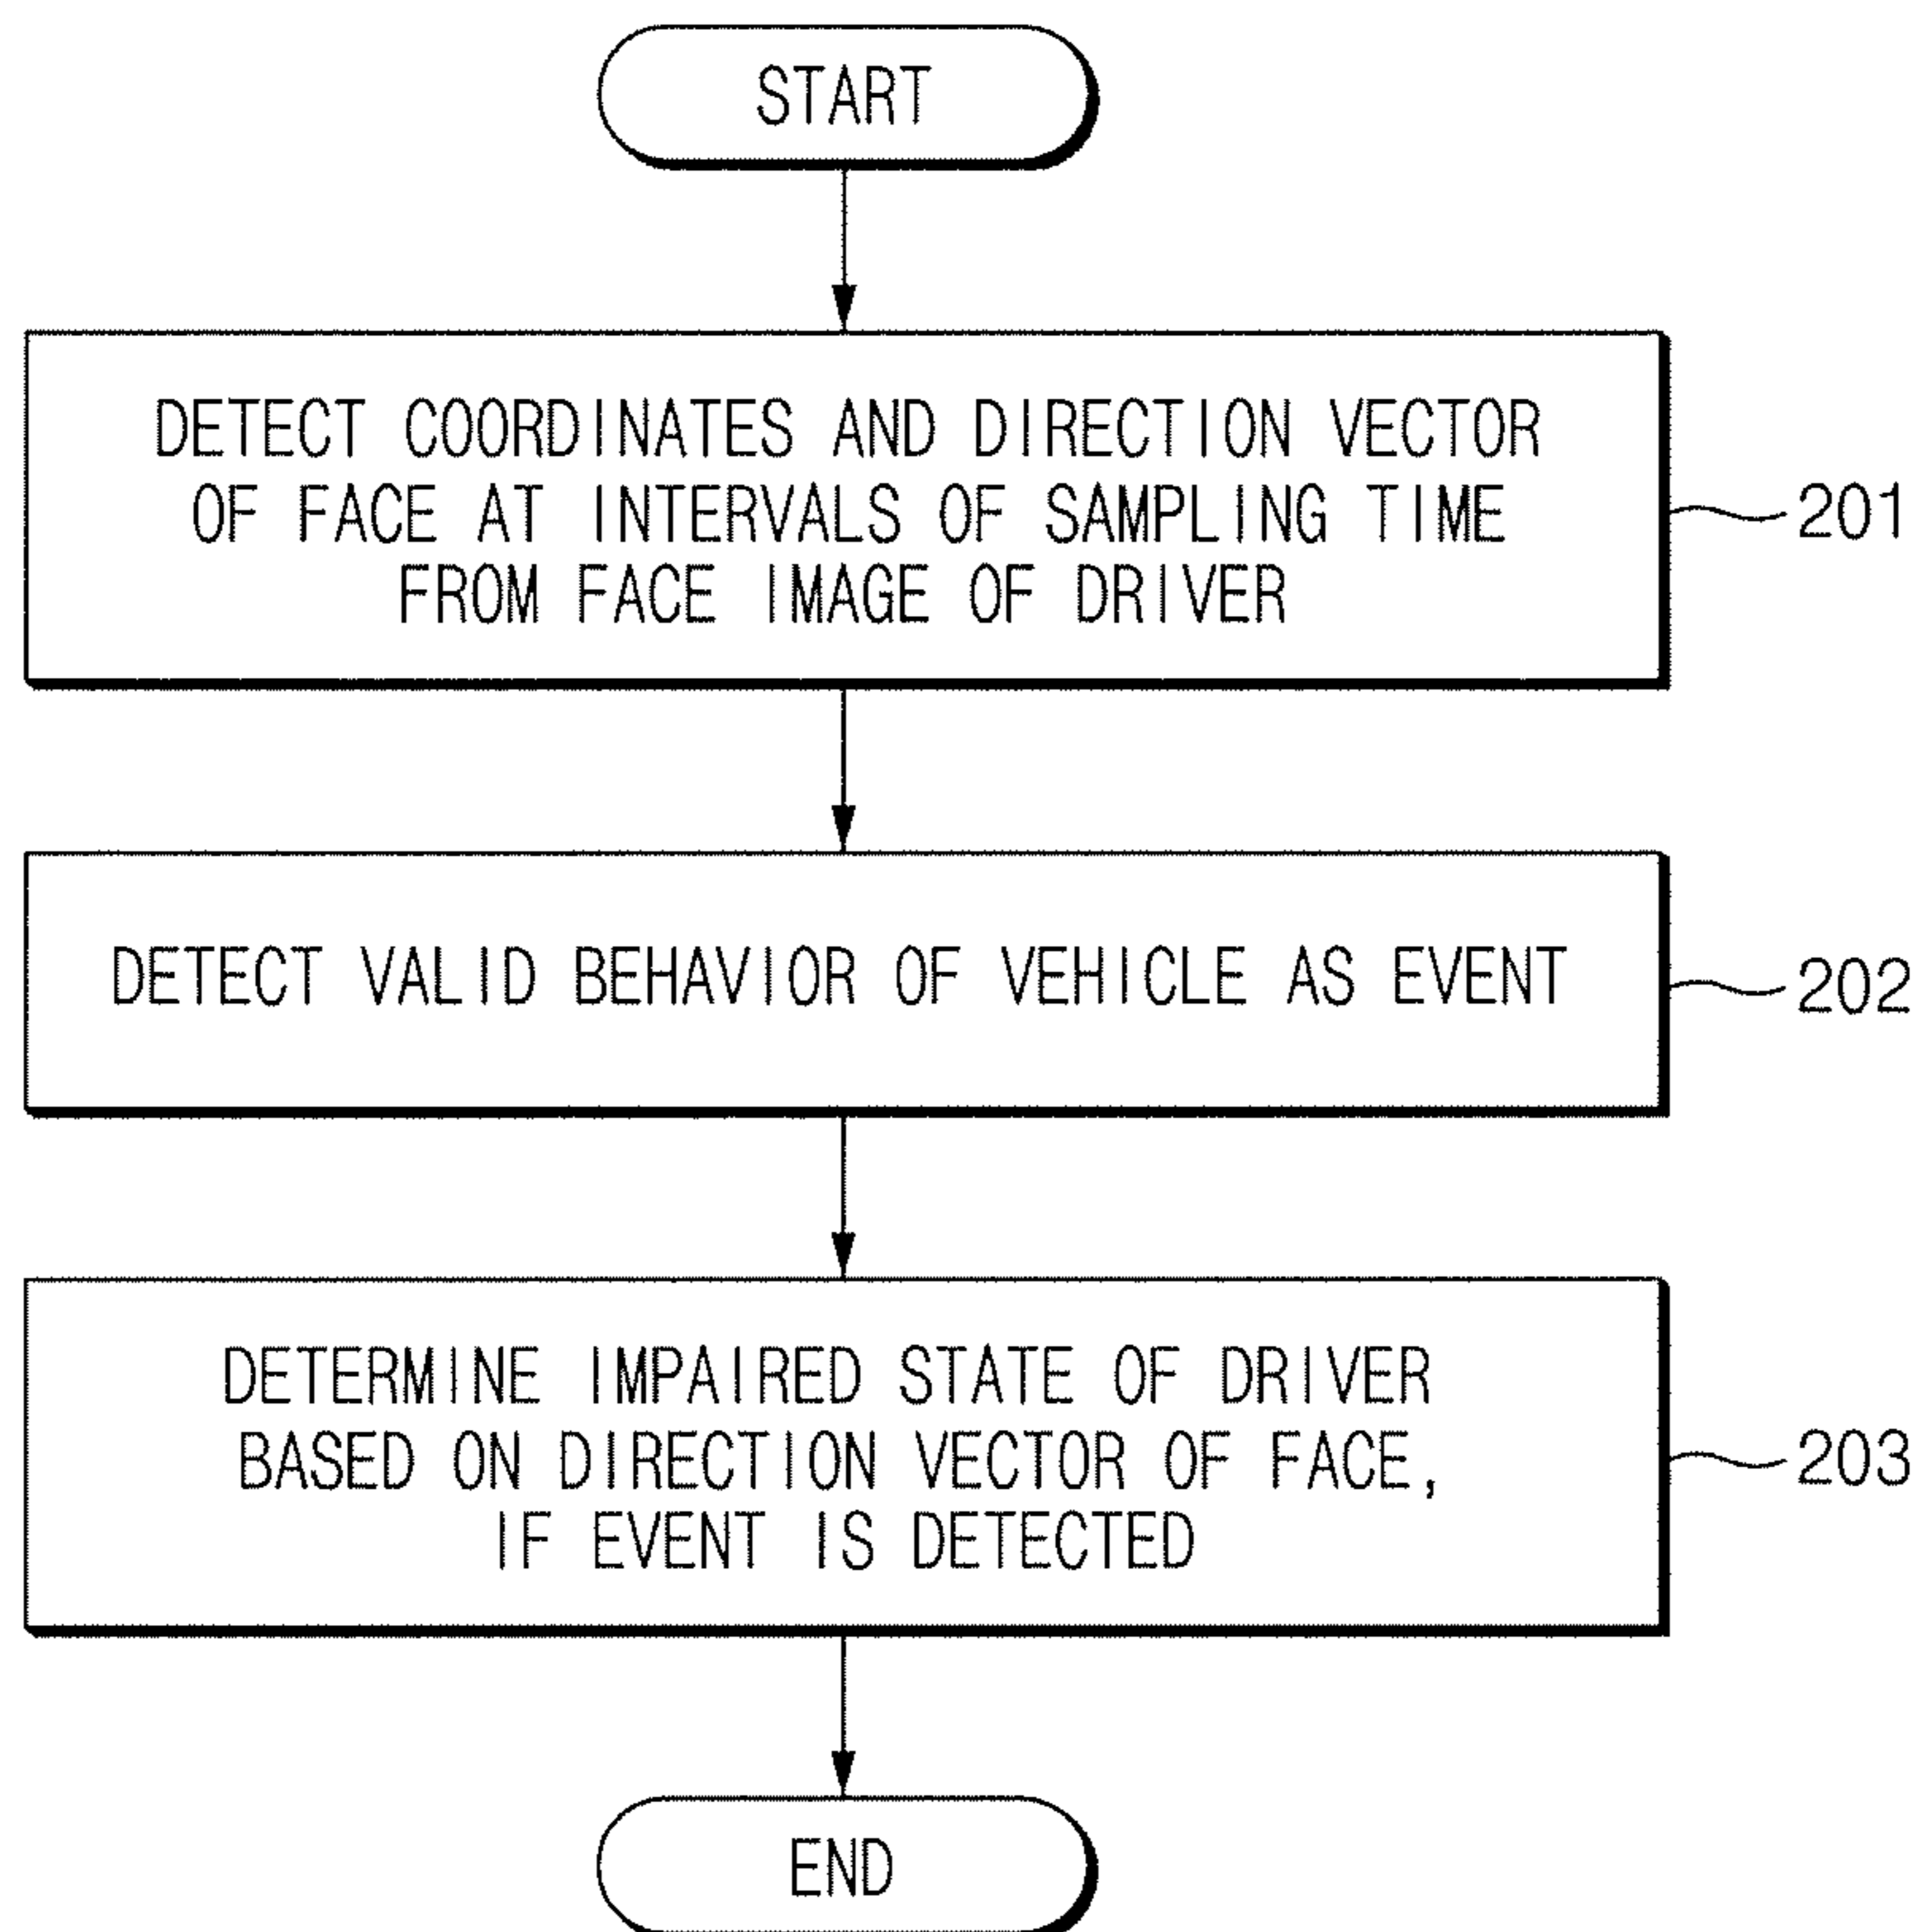 START
DETECT COORDINATES AND DIRECTION VECTOR
OF FACE AT INTERVALS OF SAMPLING TIME
FROM FACE IMAGE OF DRIVER
201
DETECT VALID BEHAVIOR OF VEHICLE AS EVENT
202
DETERMINE IMPAIRED STATE OF DRIVER
BASED ON DIRECTION VECTOR OF FACE,
IF EVENT IS DETECTED
203
END